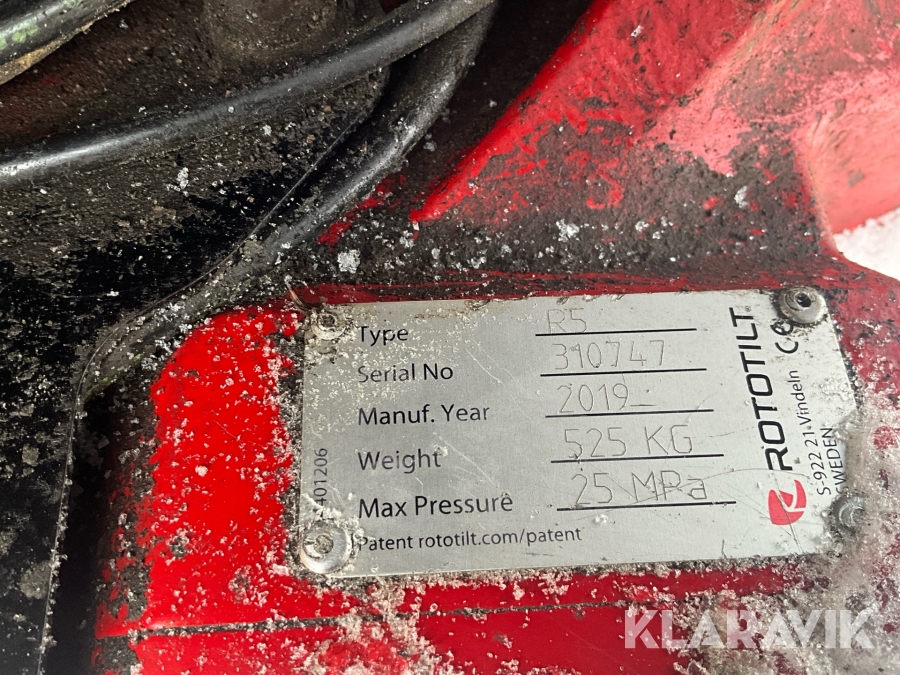 Type R5
Serial No 310747
Manuf. Year 2019
Weight 525 KG
Max Pressure 25 MPa
Patent rototilt.com/patent
401206
ROTOTILT
CE
S-922 21 Vindeln
SWEDEN
KLARAVIK